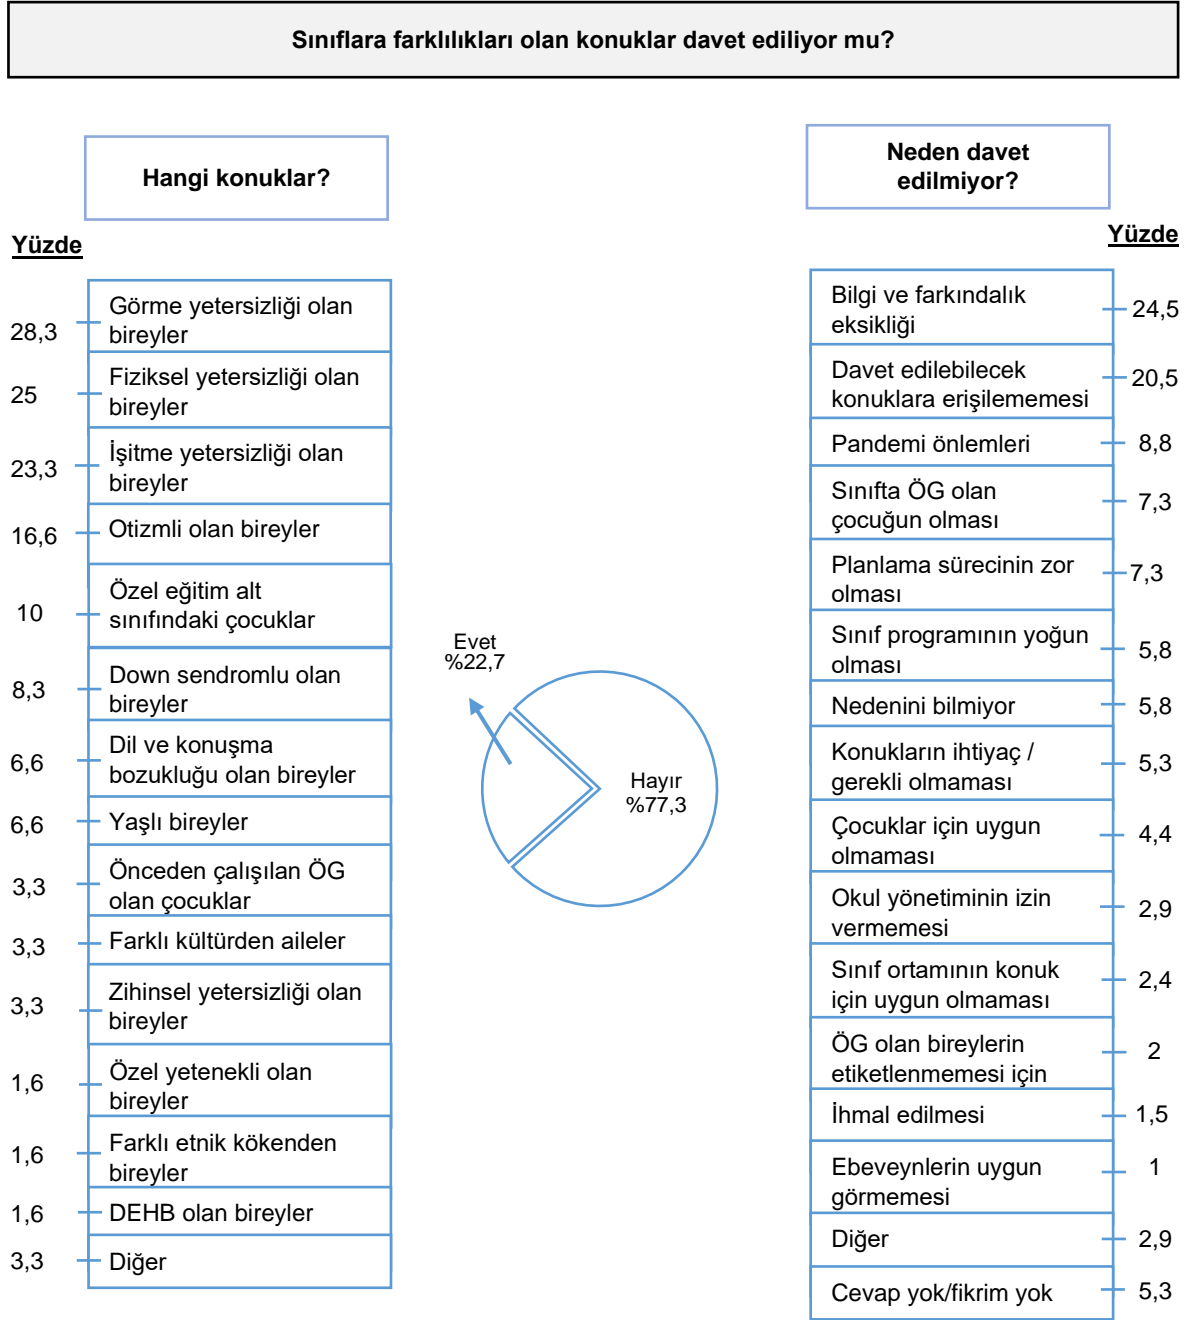 Sınıflara farklılıkları olan konuklar davet ediliyor mu?
Hangi konuklar?
Yüzde
28,3
Görme yetersizliği olan
bireyler
25
Fiziksel yetersizliği olan
bireyler
23,3
İşitme yetersizliği olan
bireyler
16,6
Otizmli olan bireyler
10
Özel eğitim alt
sınıfındaki çocuklar
8,3
Down sendromlu olan
bireyler
6,6
Dil ve konuşma
bozukluğu olan bireyler
6,6
Yaşlı bireyler
3,3
Önceden çalışılan ÖG
olan çocuklar
3,3
Farklı kültürden aileler
3,3
Zihinsel yetersizliği olan
bireyler
1,6
Özel yetenekli olan
bireyler
1,6
Farklı etnik kökenden
bireyler
1,6
DEHB olan bireyler
3,3
Diğer
Evet
%22,7
Hayır
%77,3
Neden davet
edilmiyor?
Yüzde
Bilgi ve farkındalık
eksikliği
24,5
Davet edilebilecek
konuklara erişilememesi
20,5
Pandemi önlemleri
8,8
Sınıfta ÖG olan
çocuğun olması
7,3
Planlama sürecinin zor
olması
7,3
Sınıf programının yoğun
olması
5,8
Nedenini bilmiyor
5,8
Konukların ihtiyaç /
gerekli olmaması
5,3
Çocuklar için uygun
olmaması
4,4
Okul yönetiminin izin
vermemesi
2,9
Sınıf ortamının konuk
için uygun olmaması
2,4
ÖG olan bireylerin
etiketlenmemesi için
2
İhmal edilmesi
1,5
Ebeveynlerin uygun
görmemesi
1
Diğer
2,9
Cevap yok/fikrim yok
5,3